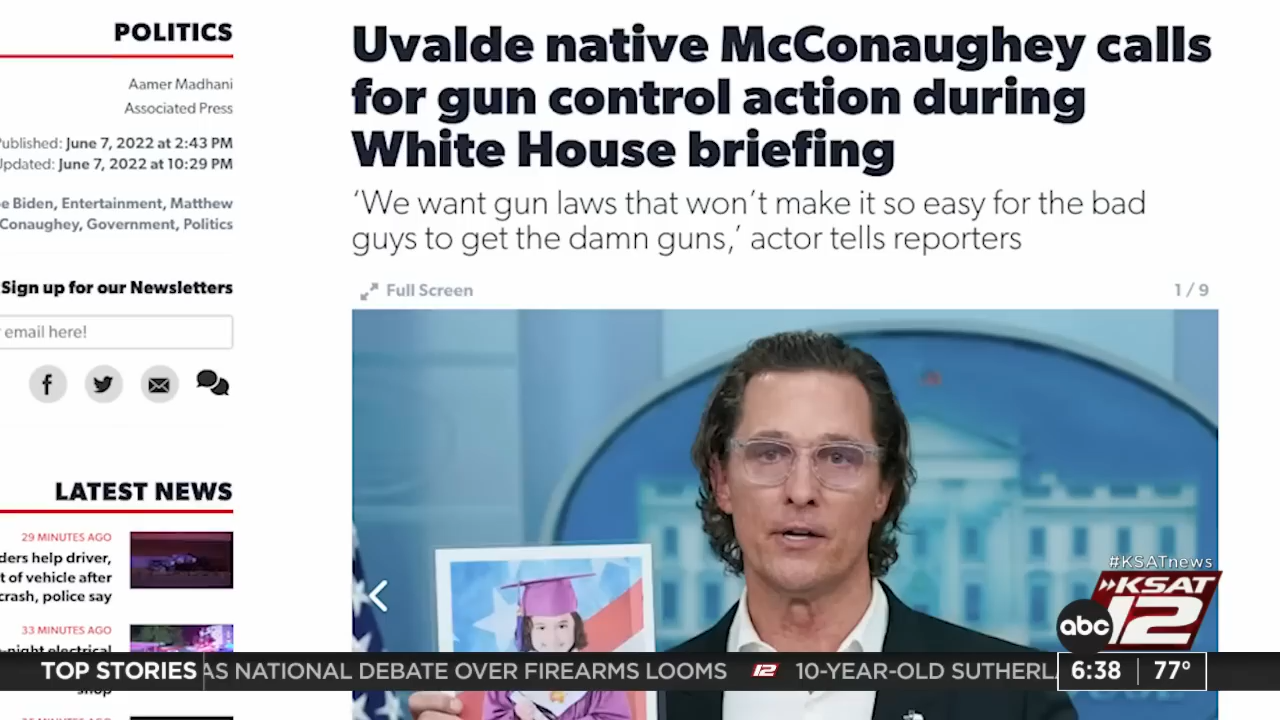 POLITICS
Aamer Madhani
Associated Press
ublished: June 7, 2022 at 2:43 PM
Updated: June 7, 2022 at 10:29 PM
e Biden, Entertainment, Matthew
Conaughey, Government, Politics
Sign up for our Newsletters
email here!
LATEST NEWS
29 MINUTES AGO
ders help driver,
t of vehicle after
crash, police say
33 MINUTES AGO
-night electrical
shop
Uvalde native McConaughey calls
for gun control action during
White House briefing
‘We want gun laws that won’t make it so easy for the bad
guys to get the damn guns,’ actor tells reporters
Full Screen
1 / 9
#KSATnews
KSAT
abc 12
TOP STORIES AS NATIONAL DEBATE OVER FIREARMS LOOMS 12 10-YEAR-OLD SUTHERL 6:38 77°